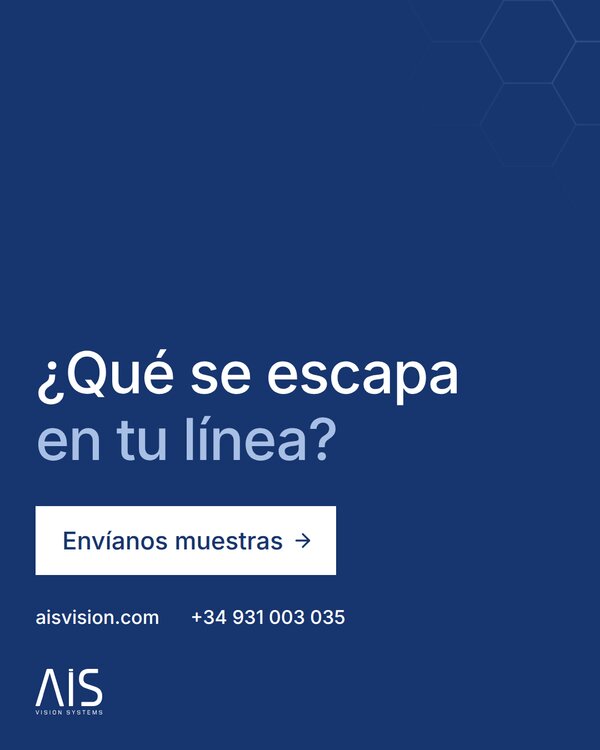 ¿Qué se escapa
en tu línea?
Envíanos muestras →
aisvision.com +34 931 003 035
AIS
VISION SYSTEMS